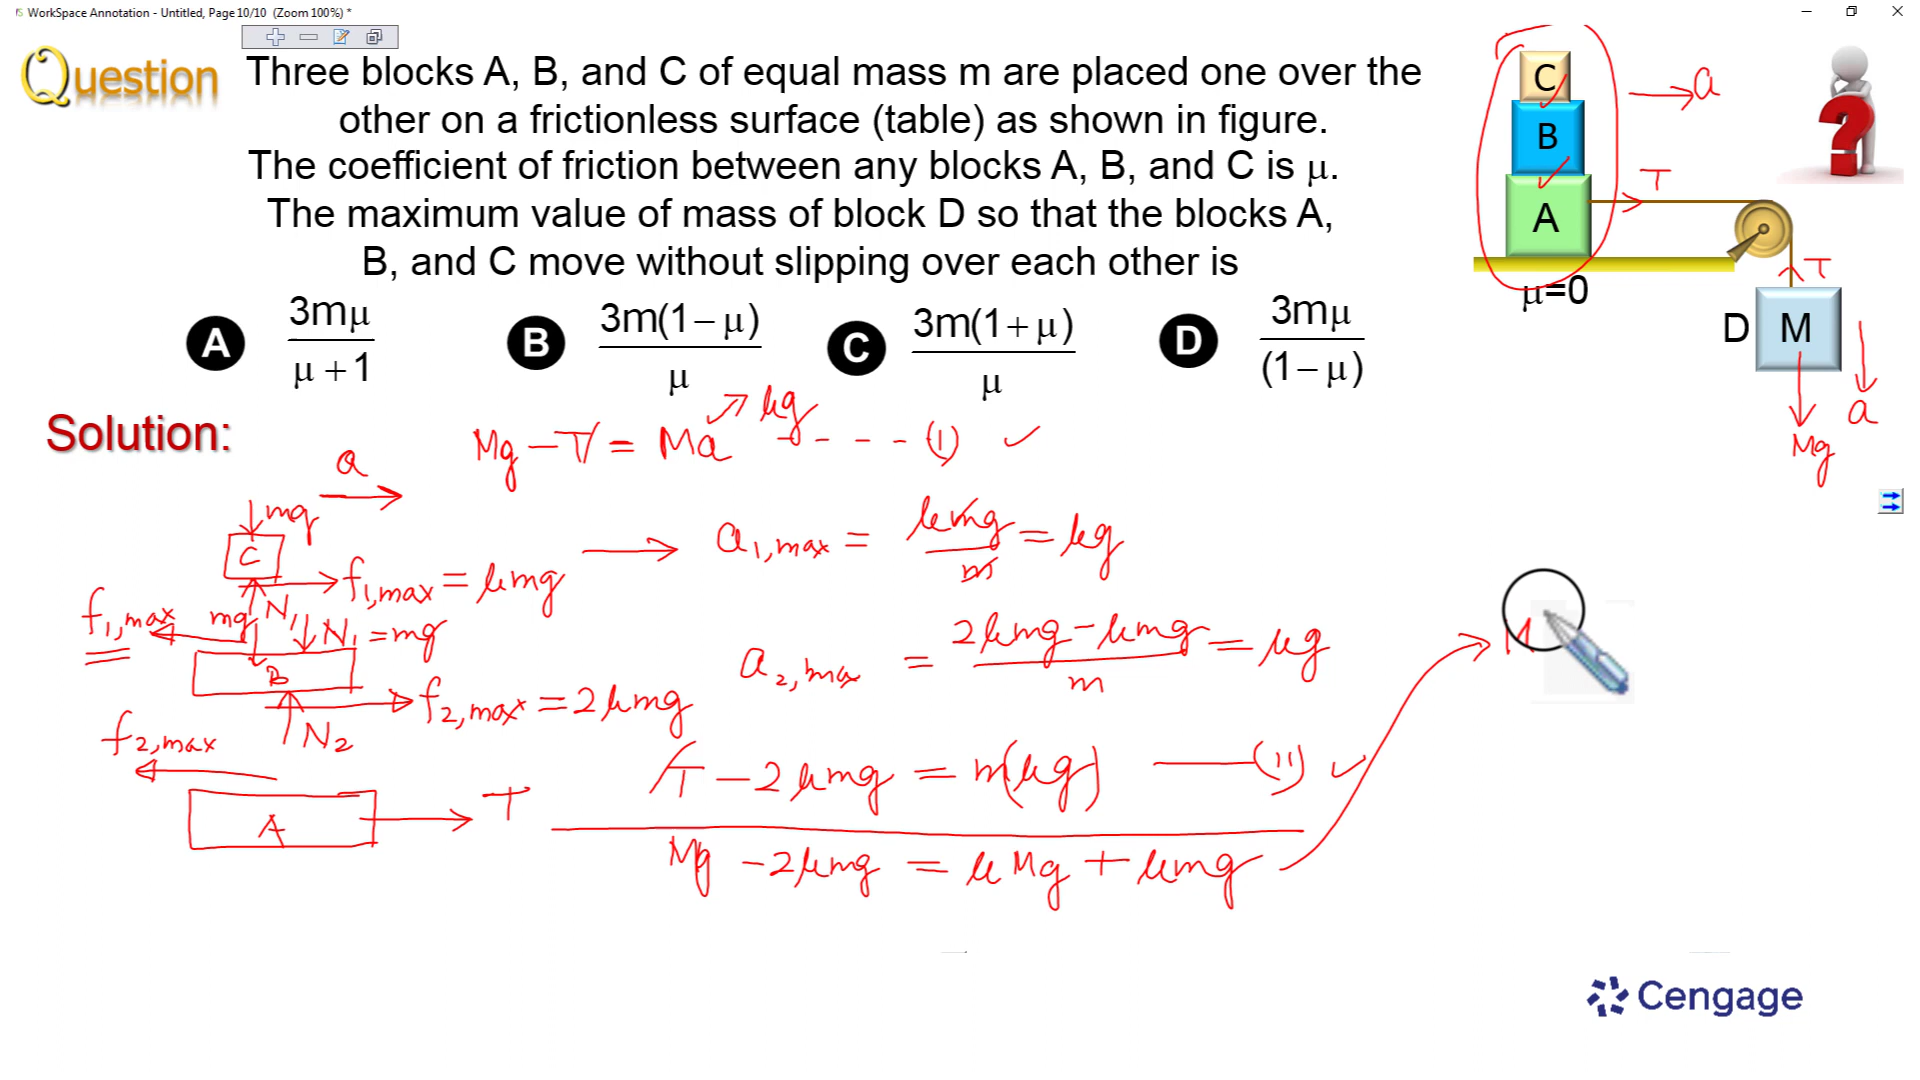 WorkSpace Annotation - Untitled, Page 10/10 (Zoom 100%) *
Question
Three blocks A, B, and C of equal mass m are placed one over the
other on a frictionless surface (table) as shown in figure.
The coefficient of friction between any blocks A, B, and C is μ.
The maximum value of mass of block D so that the blocks A,
B, and C move without slipping over each other is
C
B
A
→ a
T
μ=0
T
D M
a
Mg
A 3mμ / μ + 1
B 3m(1 − μ) / μ
C 3m(1 + μ) / μ
D 3mμ / (1 − μ)
Solution:
Mg − T = Ma ---- (I) ✓
μg
a
mg
C
f1,max = μmg
a1,max = μmg / m = μg
N1
f1,max mg N1 = mg
B
a2,max = 2μmg − μmg / m = μg
f2,max = 2μmg
N2
f2,max
T − 2μmg = m(μg) — (II) ✓
A T
Mg − 2μmg = μMg + μmg
M
Cengage